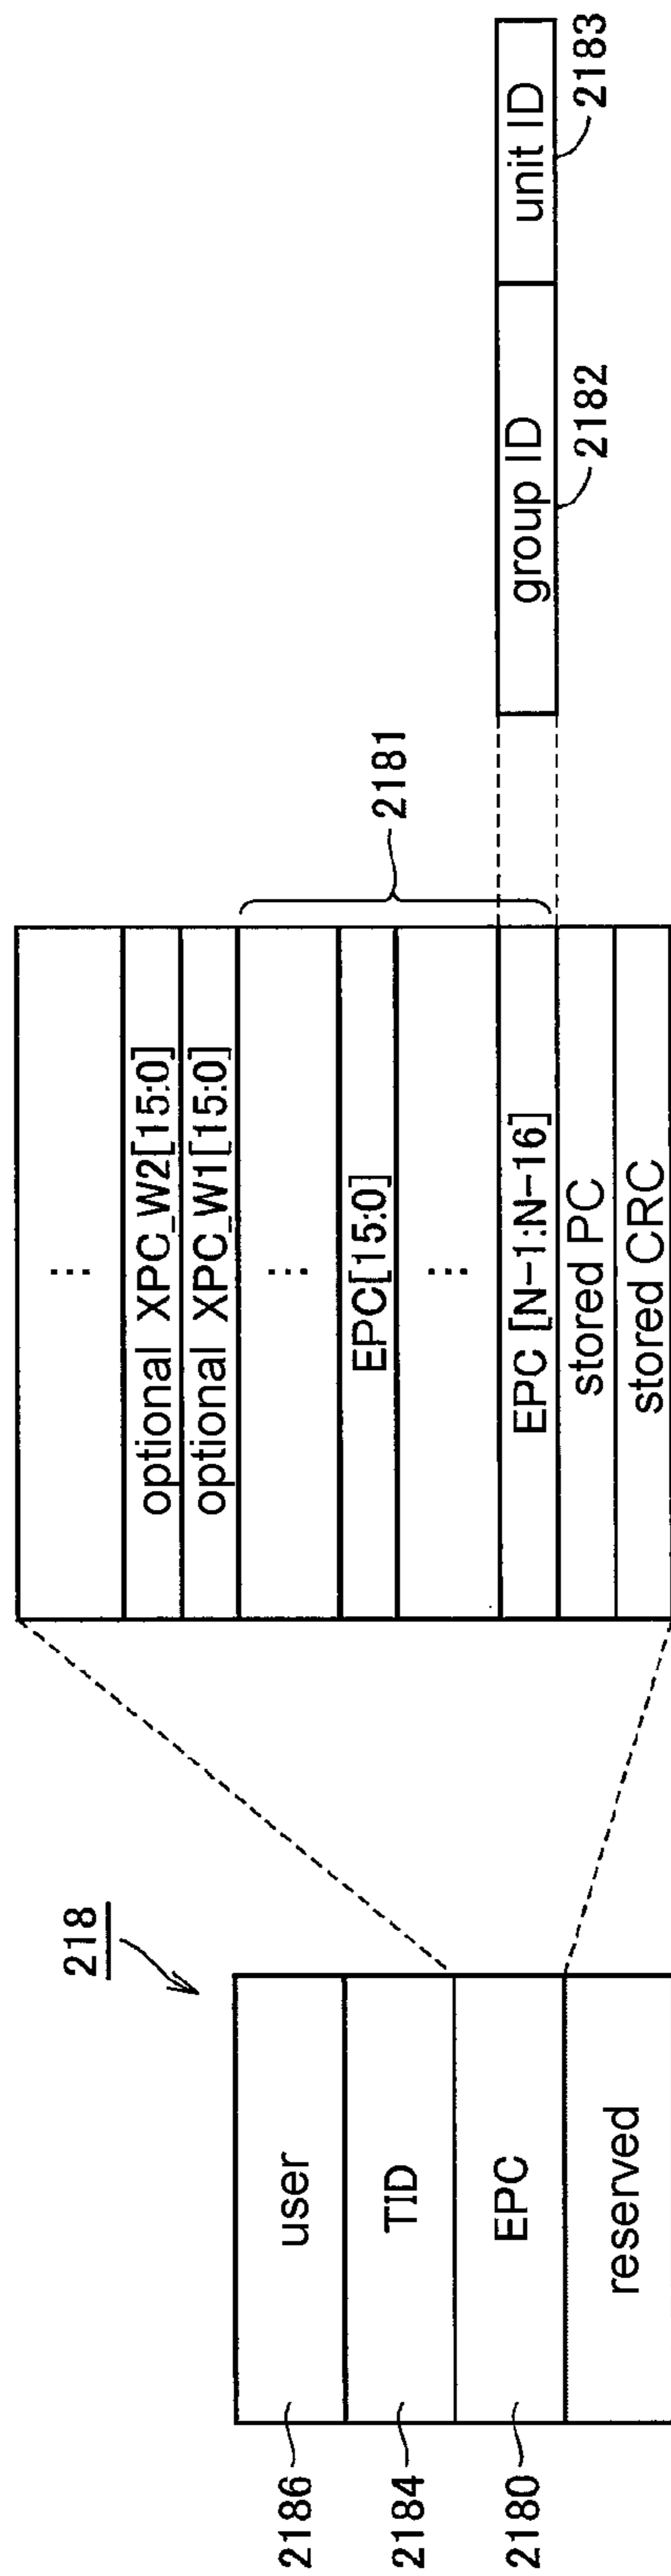 218
2186
user
2184
TID
2180
EPC
reserved
⋮
optional XPC_W2[15:0]
optional XPC_W1[15:0]
⋮
EPC[15:0]
⋮
EPC [N-1:N-16]
stored PC
stored CRC
2181
group ID
unit ID
2182
2183